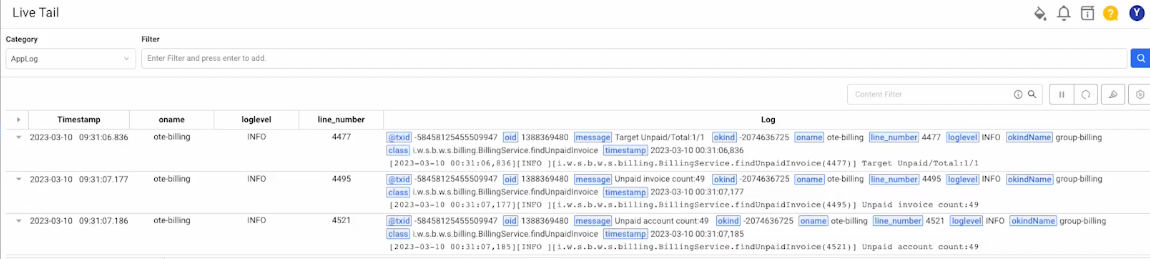 Live Tail
? Y
Category Filter
AppLog Enter Filter and press enter to add.
Content Filter
Timestamp oname loglevel line_number Log
2023-03-10 09:31:06.836 ote-billing INFO 4477 @txid -58458125455509947 oid 1388369480 message Target Unpaid/Total:1/1 okind -2074636725 oname ote-billing line_number 4477 loglevel INFO okindName group-billing
class i.w.s.b.w.s.billing.BillingService.findUnpaidInvoice timestamp 2023-03-10 00:31:06,836
[2023-03-10 00:31:06,836][INFO ][i.w.s.b.w.s.billing.BillingService.findUnpaidInvoice(4477)] Target Unpaid/Total:1/1
2023-03-10 09:31:07.177 ote-billing INFO 4495 @txid -58458125455509947 oid 1388369480 message Unpaid invoice count:49 okind -2074636725 oname ote-billing line_number 4495 loglevel INFO okindName group-billing
class i.w.s.b.w.s.billing.BillingService.findUnpaidInvoice timestamp 2023-03-10 00:31:07,177
[2023-03-10 00:31:07,177][INFO ][i.w.s.b.w.s.billing.BillingService.findUnpaidInvoice(4495)] Unpaid invoice count:49
2023-03-10 09:31:07.186 ote-billing INFO 4521 @txid -58458125455509947 oid 1388369480 message Unpaid account count:49 okind -2074636725 oname ote-billing line_number 4521 loglevel INFO okindName group-billing
class i.w.s.b.w.s.billing.BillingService.findUnpaidInvoice timestamp 2023-03-10 00:31:07,185
[2023-03-10 00:31:07,185][INFO ][i.w.s.b.w.s.billing.BillingService.findUnpaidInvoice(4521)] Unpaid account count:49